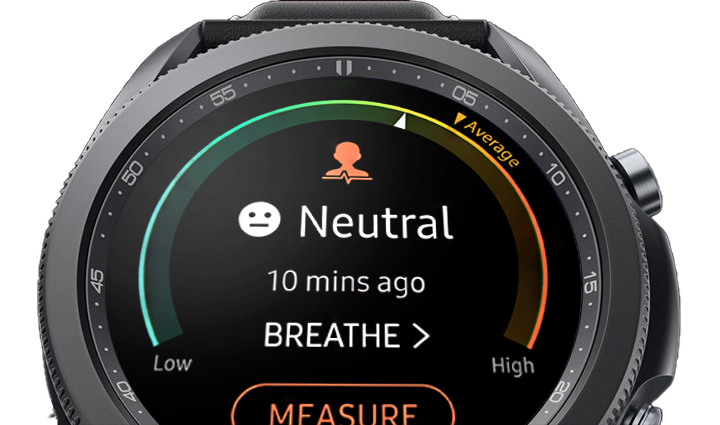 55
05
50
10
45
15
40
20
Average
Neutral
10 mins ago
BREATHE >
Low
High
MEASURE